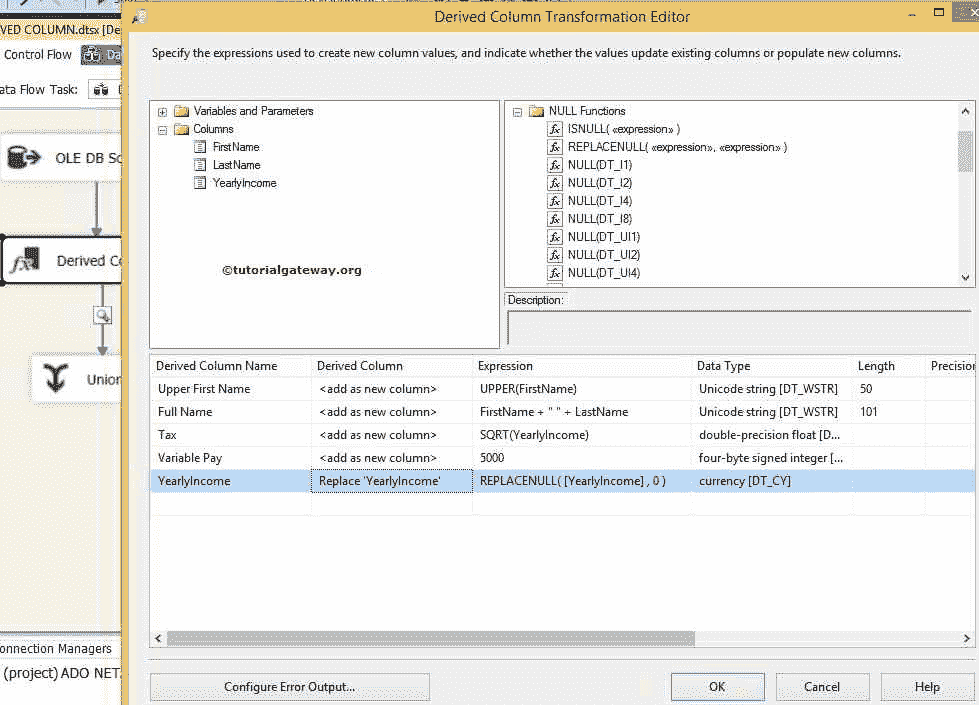 Derived Column Transformation Editor
VED COLUMN.dtsx [De
Control Flow Da
ata Flow Task:
OLE DB So
Derived Co
Union
onnection Managers
(project) ADO NET
Specify the expressions used to create new column values, and indicate whether the values update existing columns or populate new columns.
Variables and Parameters
Columns
FirstName
LastName
YearlyIncome
©tutorialgateway.org
NULL Functions
ISNULL( «expression» )
REPLACENULL( «expression», «expression» )
NULL(DT_I1)
NULL(DT_I2)
NULL(DT_I4)
NULL(DT_I8)
NULL(DT_UI1)
NULL(DT_UI2)
NULL(DT_UI4)
Description:
Derived Column Name Derived Column Expression Data Type Length Precision
Upper First Name <add as new column> UPPER(FirstName) Unicode string [DT_WSTR] 50
Full Name <add as new column> FirstName + " " + LastName Unicode string [DT_WSTR] 101
Tax <add as new column> SQRT(YearlyIncome) double-precision float [D...
Variable Pay <add as new column> 5000 four-byte signed integer [...
YearlyIncome Replace 'YearlyIncome' REPLACENULL( [YearlyIncome] , 0 ) currency [DT_CY]
Configure Error Output... OK Cancel Help